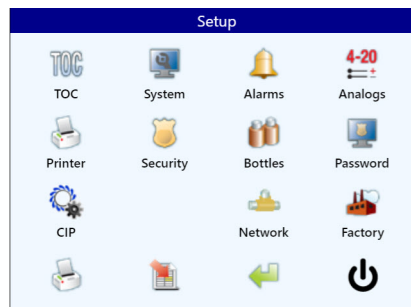 Setup
TOC
4-20
TOC System Alarms Analogs
Printer Security Bottles Password
CIP Network Factory